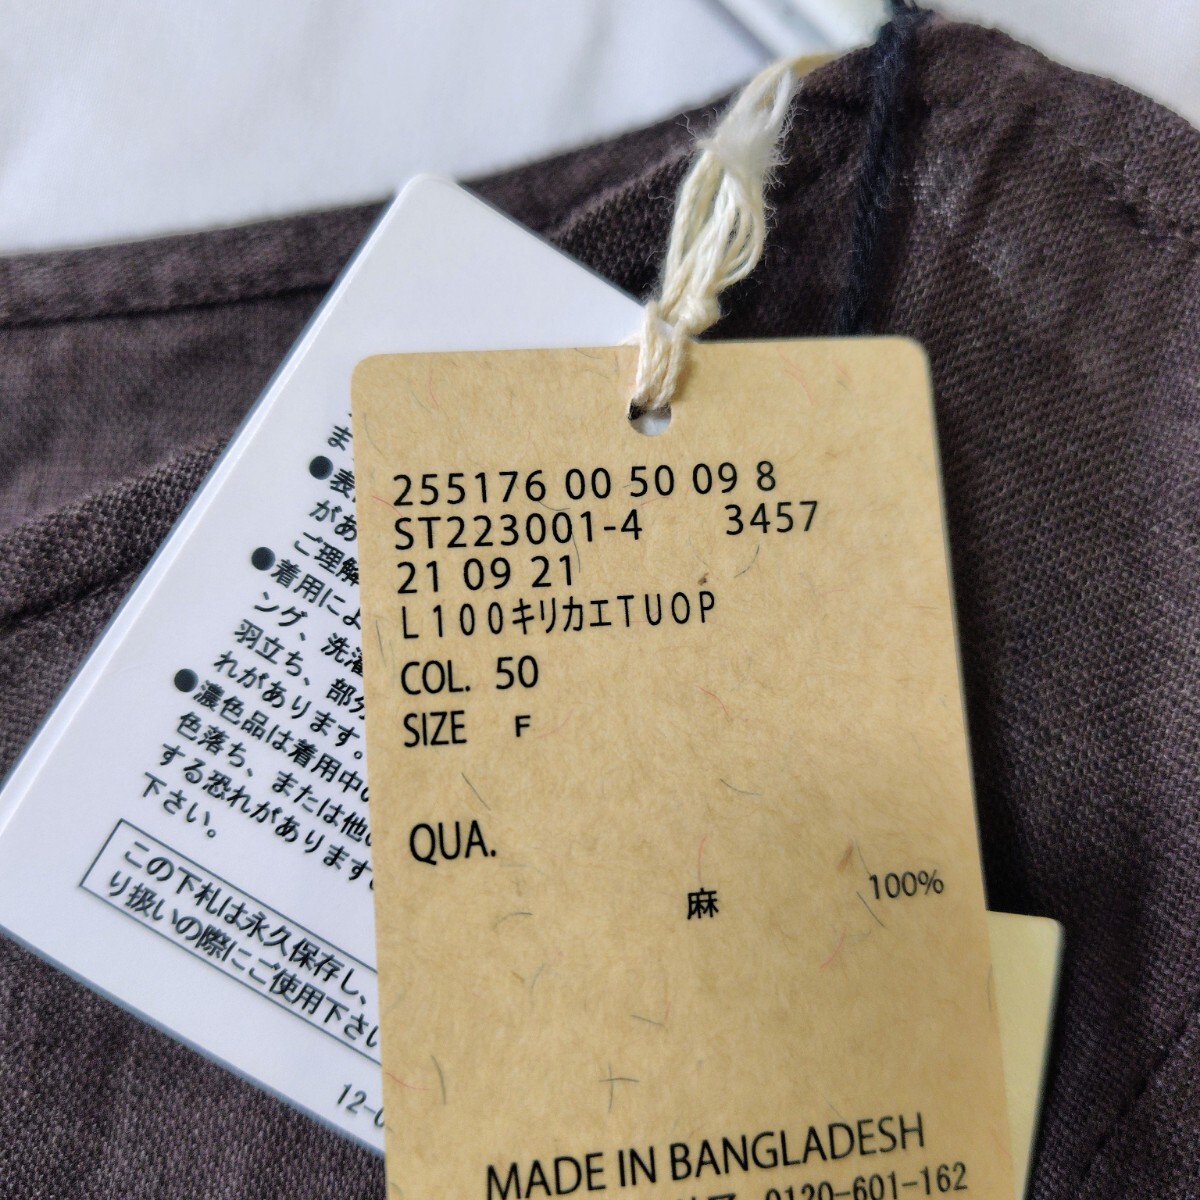 255176 00 50 09 8
ST223001-4 3457
21 09 21
L100キリカエTUOP
COL. 50
SIZE F
QUA.
麻 100%
MADE IN BANGLADESH
0120-601-162
ま
●表
があ
ご理解
●着用によ
ング、洗濯
羽立ち、部分
れがあります。
●濃色品は着用中
色落ち、または他
する恐れがあります。
下さい。
この下札は永久保存し、
り扱いの際にご使用下さい
12-0